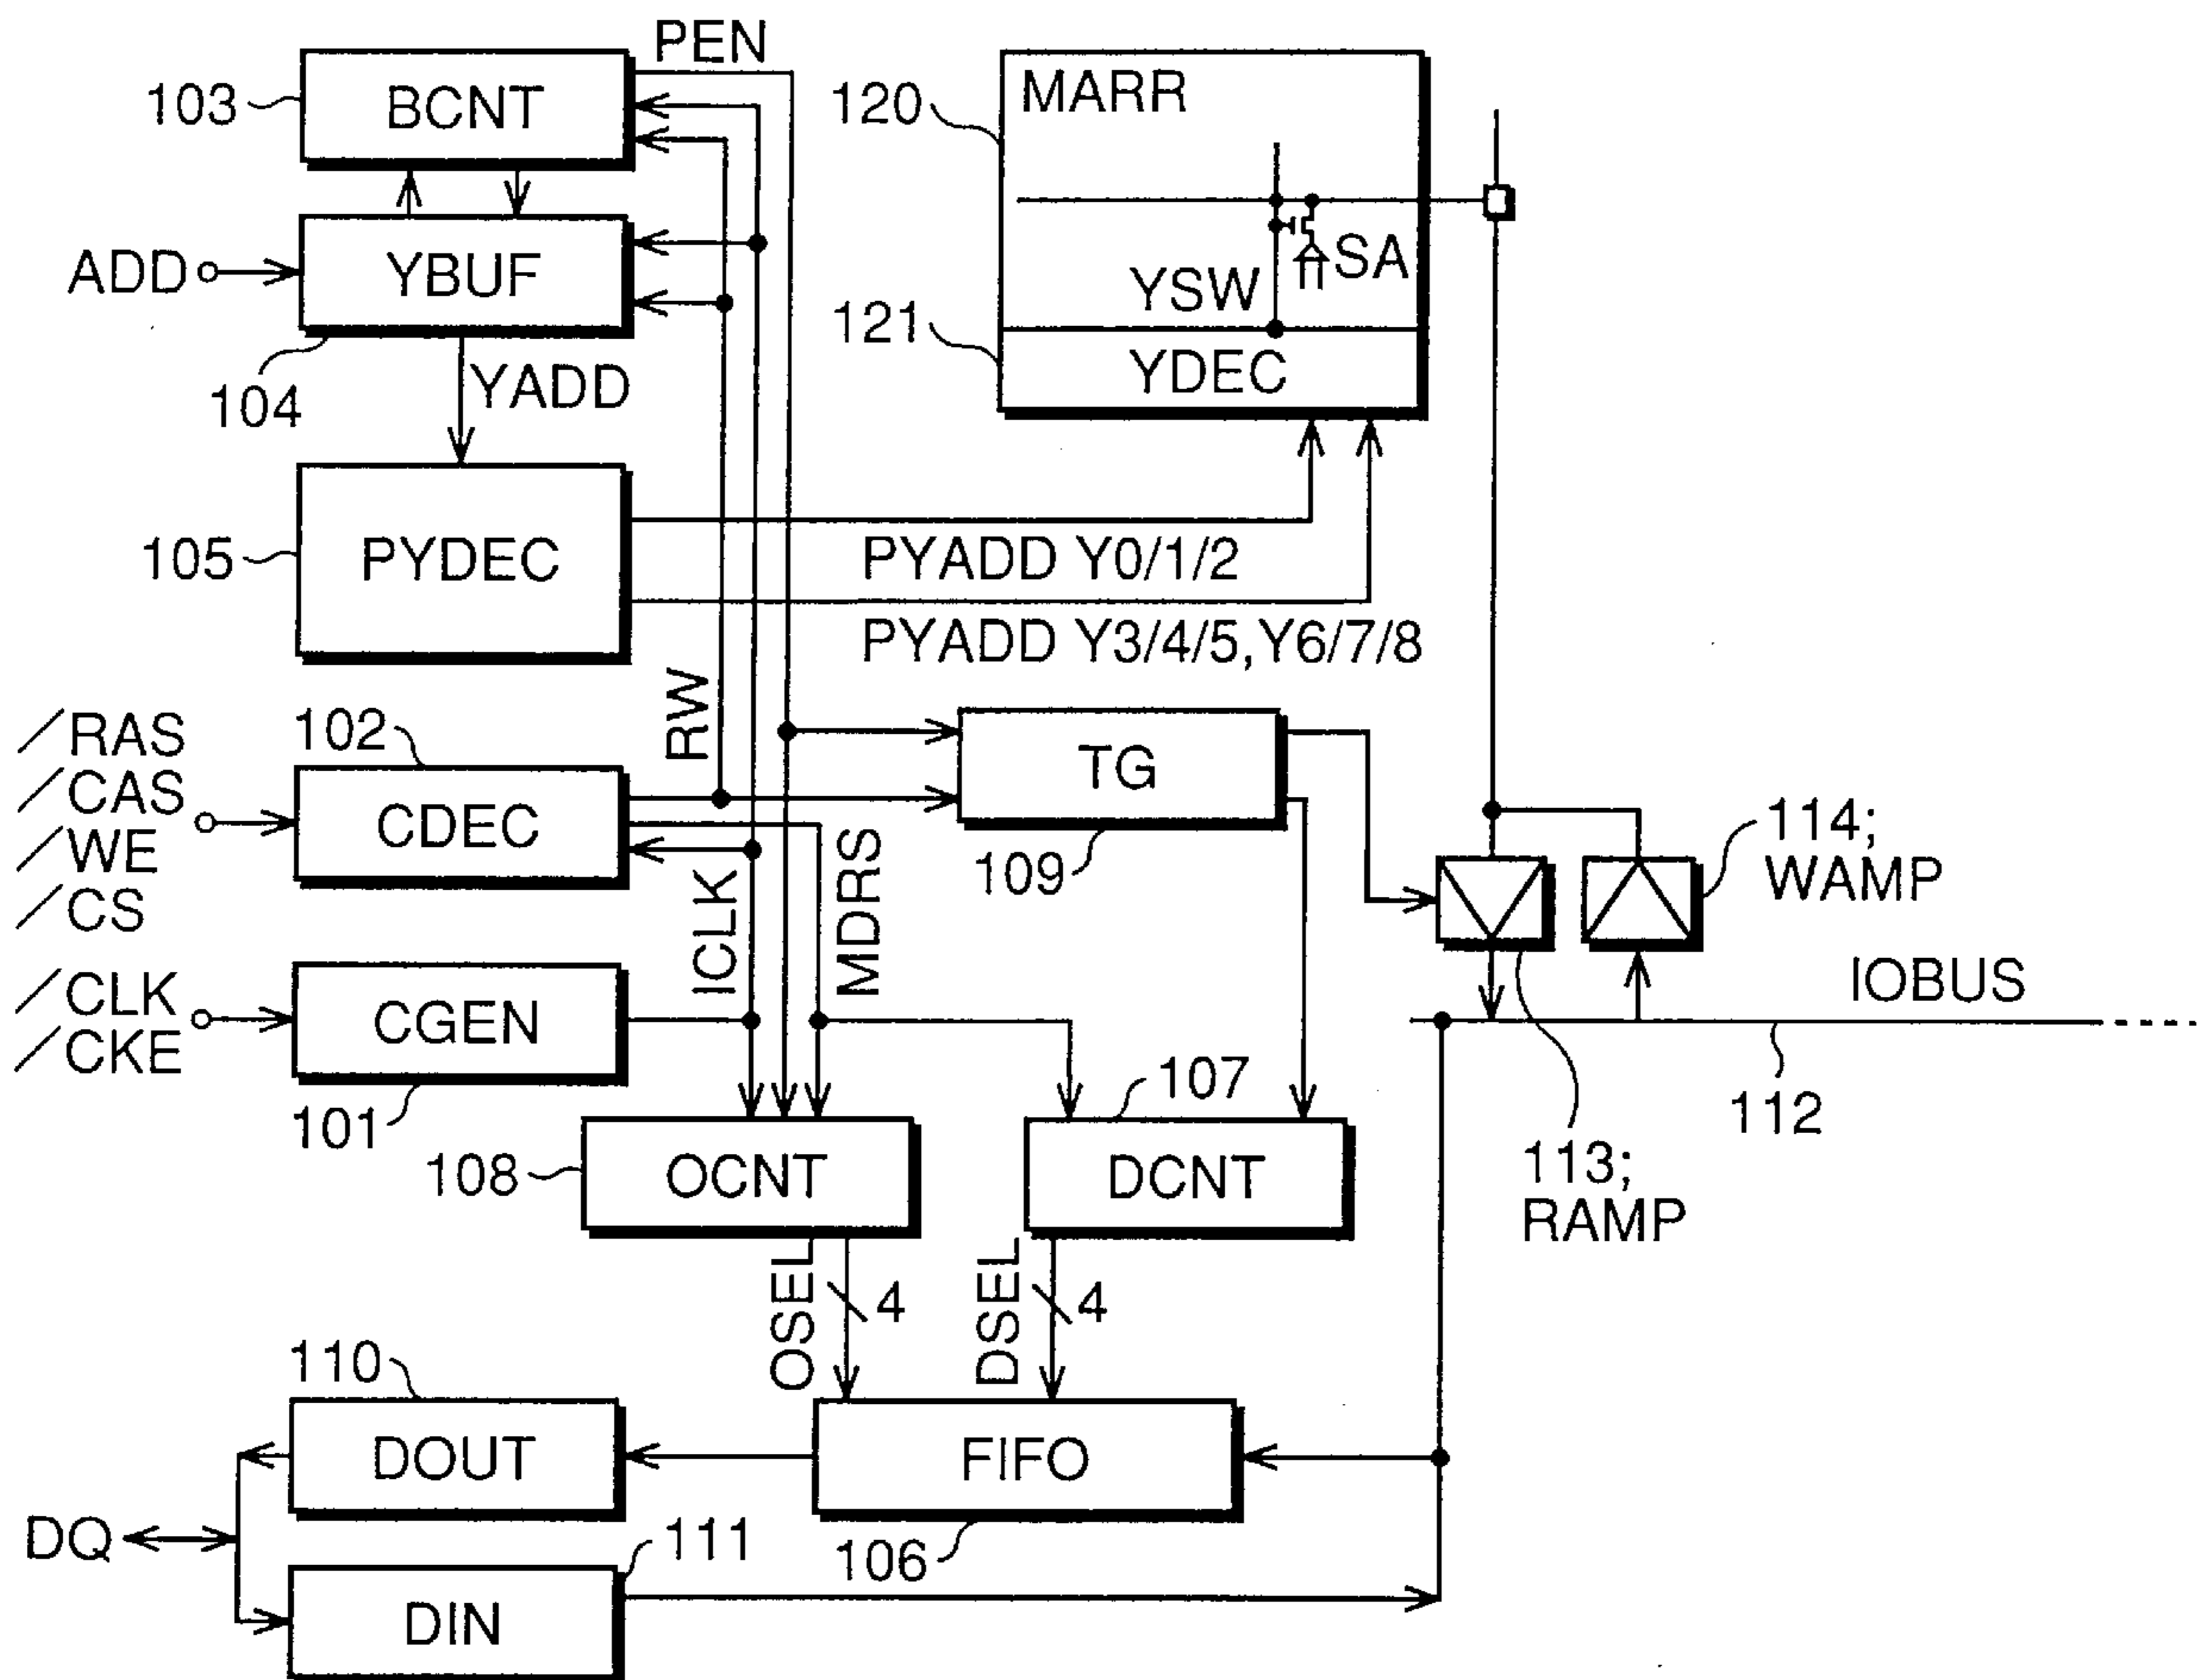 PEN
103
BCNT
120
MARR
ADD
YBUF
YSW
SA
121
YDEC
104
YADD
105
PYDEC
PYADD Y0/1/2
PYADD Y3/4/5,Y6/7/8
RW
/RAS
/CAS
/WE
/CS
102
CDEC
TG
109
114;
WAMP
ICLK
MDRS
/CLK
/CKE
CGEN
101
IOBUS
112
113;
RAMP
107
108
OCNT
DCNT
OSEL
4
DSEL
4
110
DOUT
FIFO
106
DQ
111
DIN